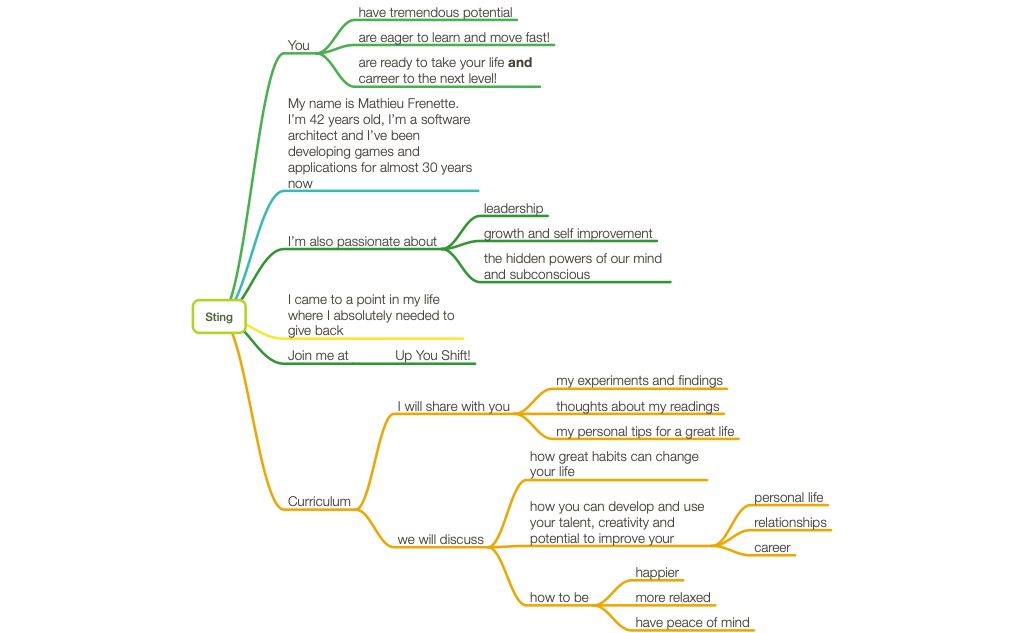 You
have tremendous potential
are eager to learn and move fast!
are ready to take your life and
carreer to the next level!
My name is Mathieu Frenette.
I'm 42 years old, I'm a software
architect and I've been
developing games and
applications for almost 30 years
now
I'm also passionate about
leadership
growth and self improvement
the hidden powers of our mind
and subconscious
Sting
I came to a point in my life
where I absolutely needed to
give back
Join me at Up You Shift!
Curriculum
I will share with you
my experiments and findings
thoughts about my readings
my personal tips for a great life
we will discuss
how great habits can change
your life
how you can develop and use
your talent, creativity and
potential to improve your
personal life
relationships
career
how to be
happier
more relaxed
have peace of mind